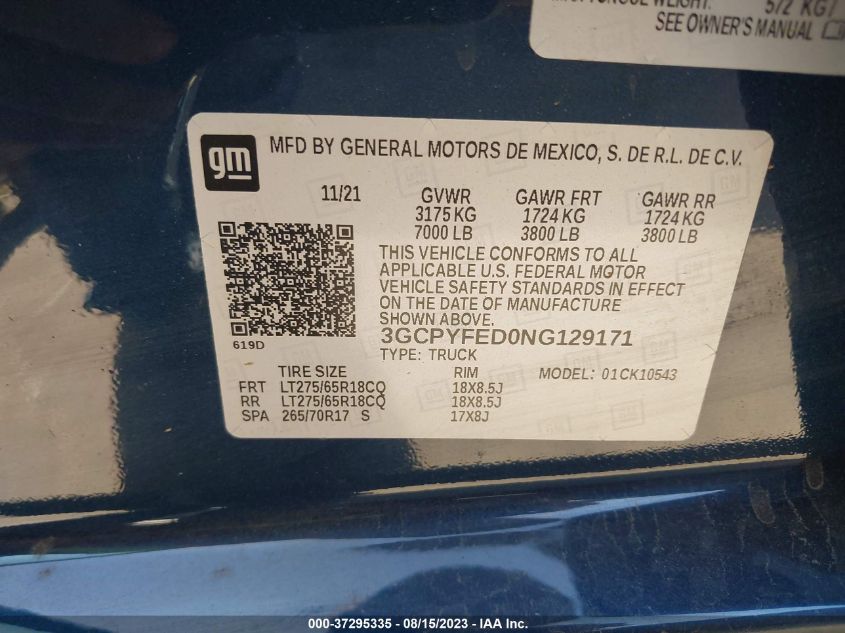 572 KG
SEE OWNER'S MANUAL
gm
MFD BY GENERAL MOTORS DE MEXICO, S. DE R.L. DE C.V.
11/21 GVWR GAWR FRT GAWR RR
3175 KG 1724 KG 1724 KG
7000 LB 3800 LB 3800 LB
THIS VEHICLE CONFORMS TO ALL
APPLICABLE U.S. FEDERAL MOTOR
VEHICLE SAFETY STANDARDS IN EFFECT
ON THE DATE OF MANUFACTURE
SHOWN ABOVE.
3GCPYFED0NG129171
619D
TYPE: TRUCK
TIRE SIZE RIM MODEL: 01CK10543
FRT LT275/65R18CQ 18X8.5J
RR LT275/65R18CQ 18X8.5J
SPA 265/70R17 S 17X8J
000-37295335 - 08/15/2023 - Copyright IAA, Inc.